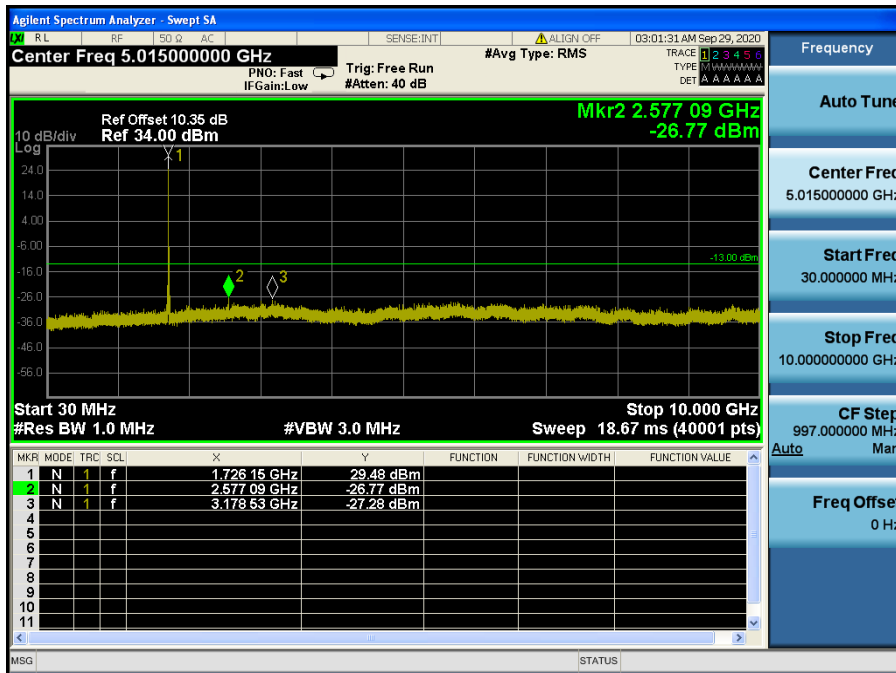 Agilent Spectrum Analyzer - Swept SA
LXI RL RF 50 Ω AC SENSE:INT ALIGN OFF 03:01:31 AM Sep 29, 2020
Center Freq 5.015000000 GHz
PNO: Fast
IFGain:Low
Trig: Free Run
#Atten: 40 dB
#Avg Type: RMS
TRACE 1 2 3 4 5 6
TYPE M W W W W W
DET A A A A A A
Ref Offset 10.35 dB
10 dB/div Ref 34.00 dBm
Log
Mkr2 2.577 09 GHz
-26.77 dBm
1
24.0
14.0
4.00
-6.00
-13.00 dBm
-16.0
2
3
-26.0
-36.0
-46.0
-56.0
Start 30 MHz Stop 10.000 GHz
#Res BW 1.0 MHz #VBW 3.0 MHz Sweep 18.67 ms (40001 pts)
MKR MODE TRC SCL X Y FUNCTION FUNCTION WIDTH FUNCTION VALUE
1 N 1 f 1.726 15 GHz 29.48 dBm
2 N 1 f 2.577 09 GHz -26.77 dBm
3 N 1 f 3.178 53 GHz -27.28 dBm
4
5
6
7
8
9
10
11
MSG STATUS
Frequency
Auto Tune
Center Freq
5.015000000 GHz
Start Freq
30.000000 MHz
Stop Freq
10.000000000 GHz
CF Step
997.000000 MHz
Auto Man
Freq Offset
0 Hz